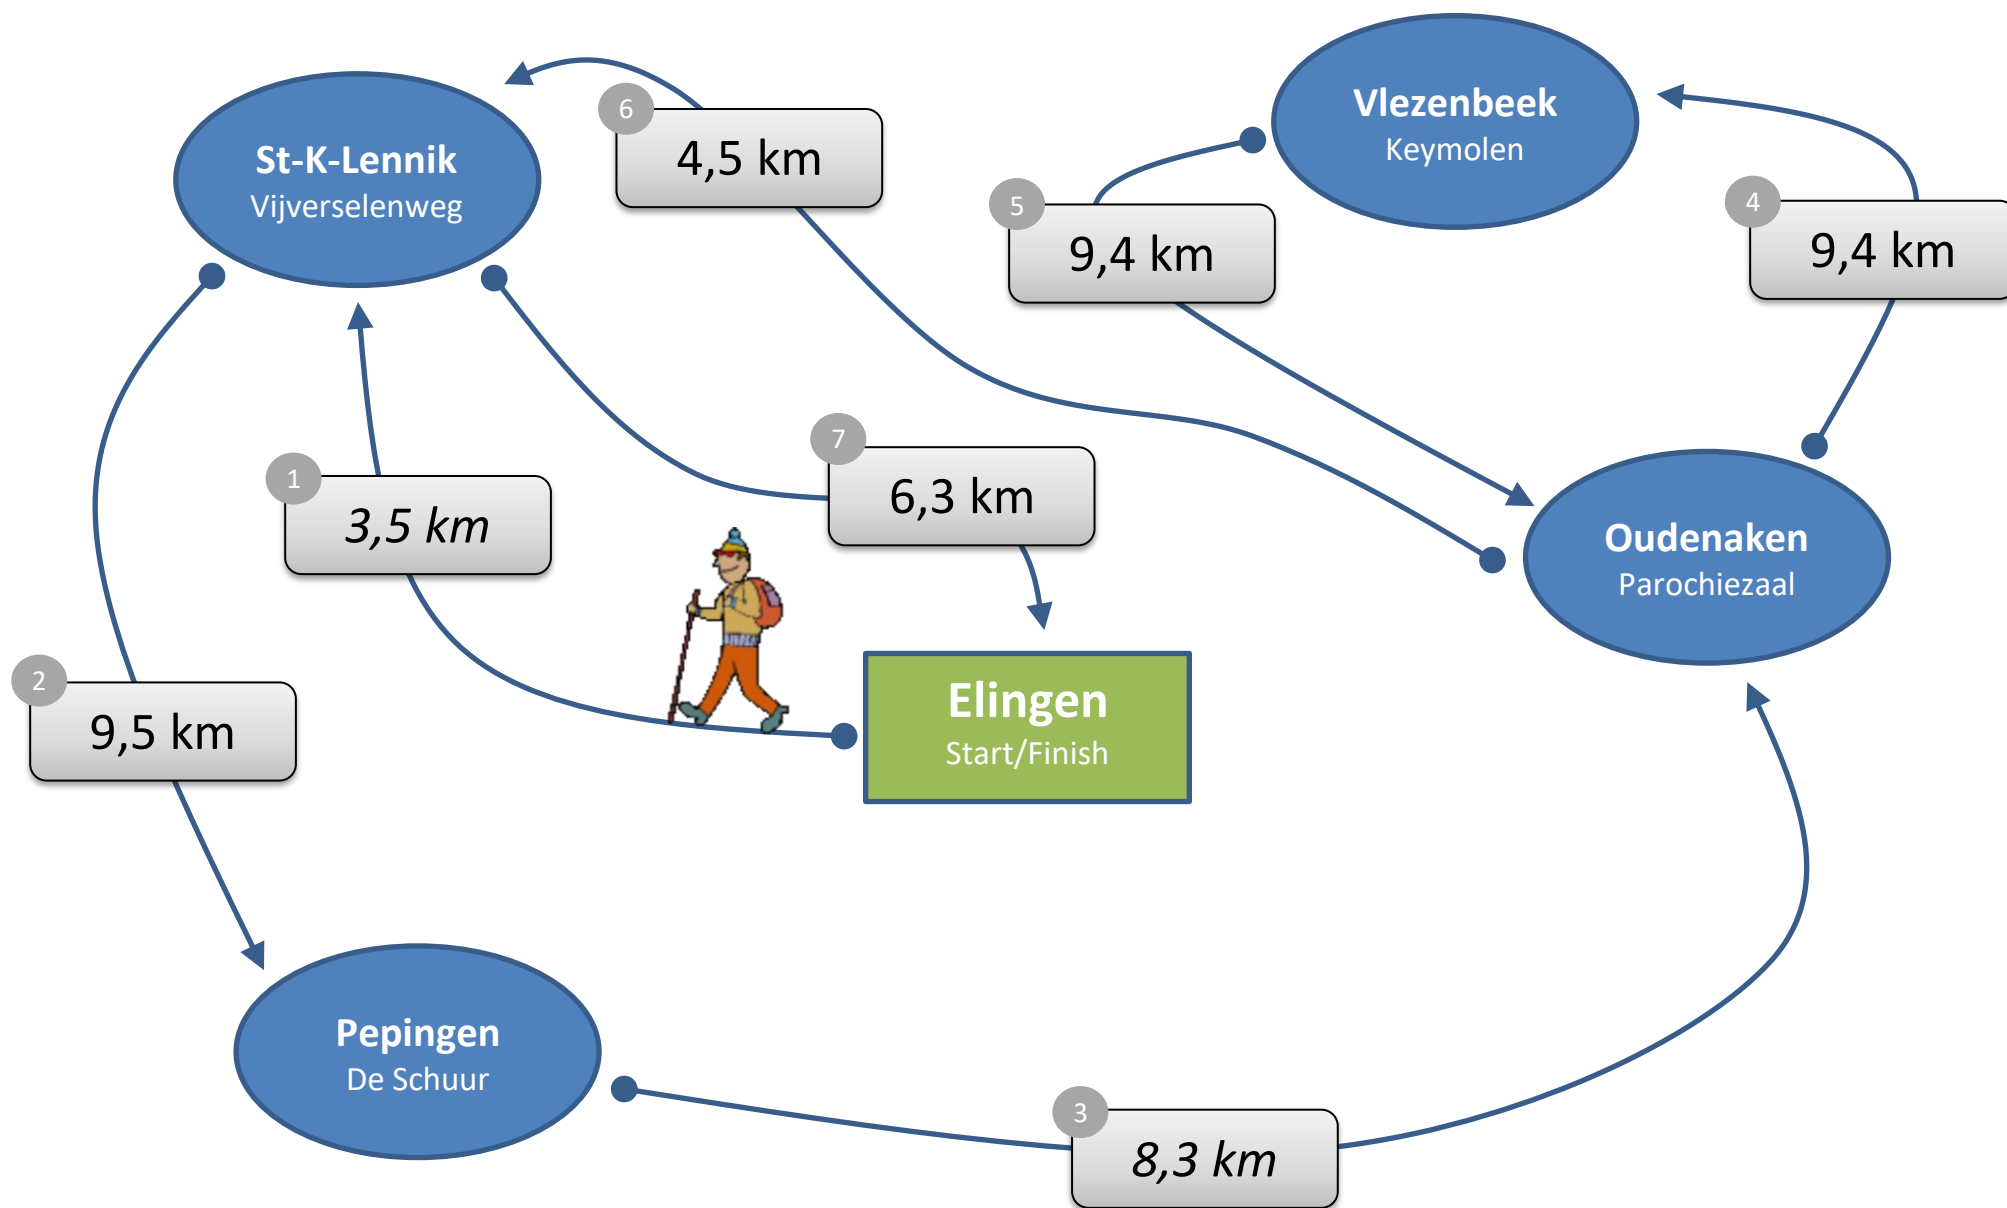 St-K-Lennik
Vijverselenweg
6
4,5 km
Vlezenbeek
Keymolen
5
9,4 km
4
9,4 km
1
3,5 km
7
6,3 km
Oudenaken
Parochiezaal
2
9,5 km
Elingen
Start/Finish
Pepingen
De Schuur
3
8,3 km